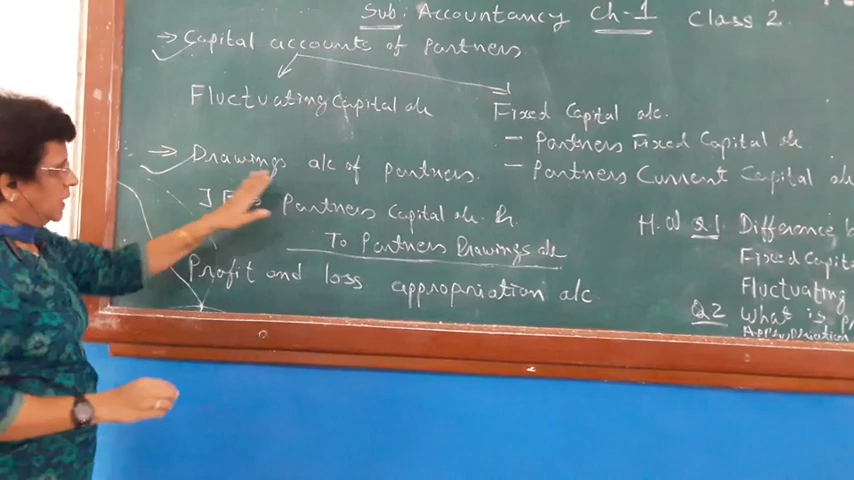 Sub: Accountancy Ch-1 Class 2
→ Capital accounts of Partners
Fluctuating Capital a/c
Fixed Capital a/c.
- Partners Fixed Capital a/c
- Partners Current Capital a/c
→ Drawings a/c of partners.
Partners Capital a/c. Dr.
To Partners Drawings a/c
Profit and loss appropriation a/c
H.W Q1 Difference
Fixed Capital
Fluctuating
Q2 What is
Appropriation